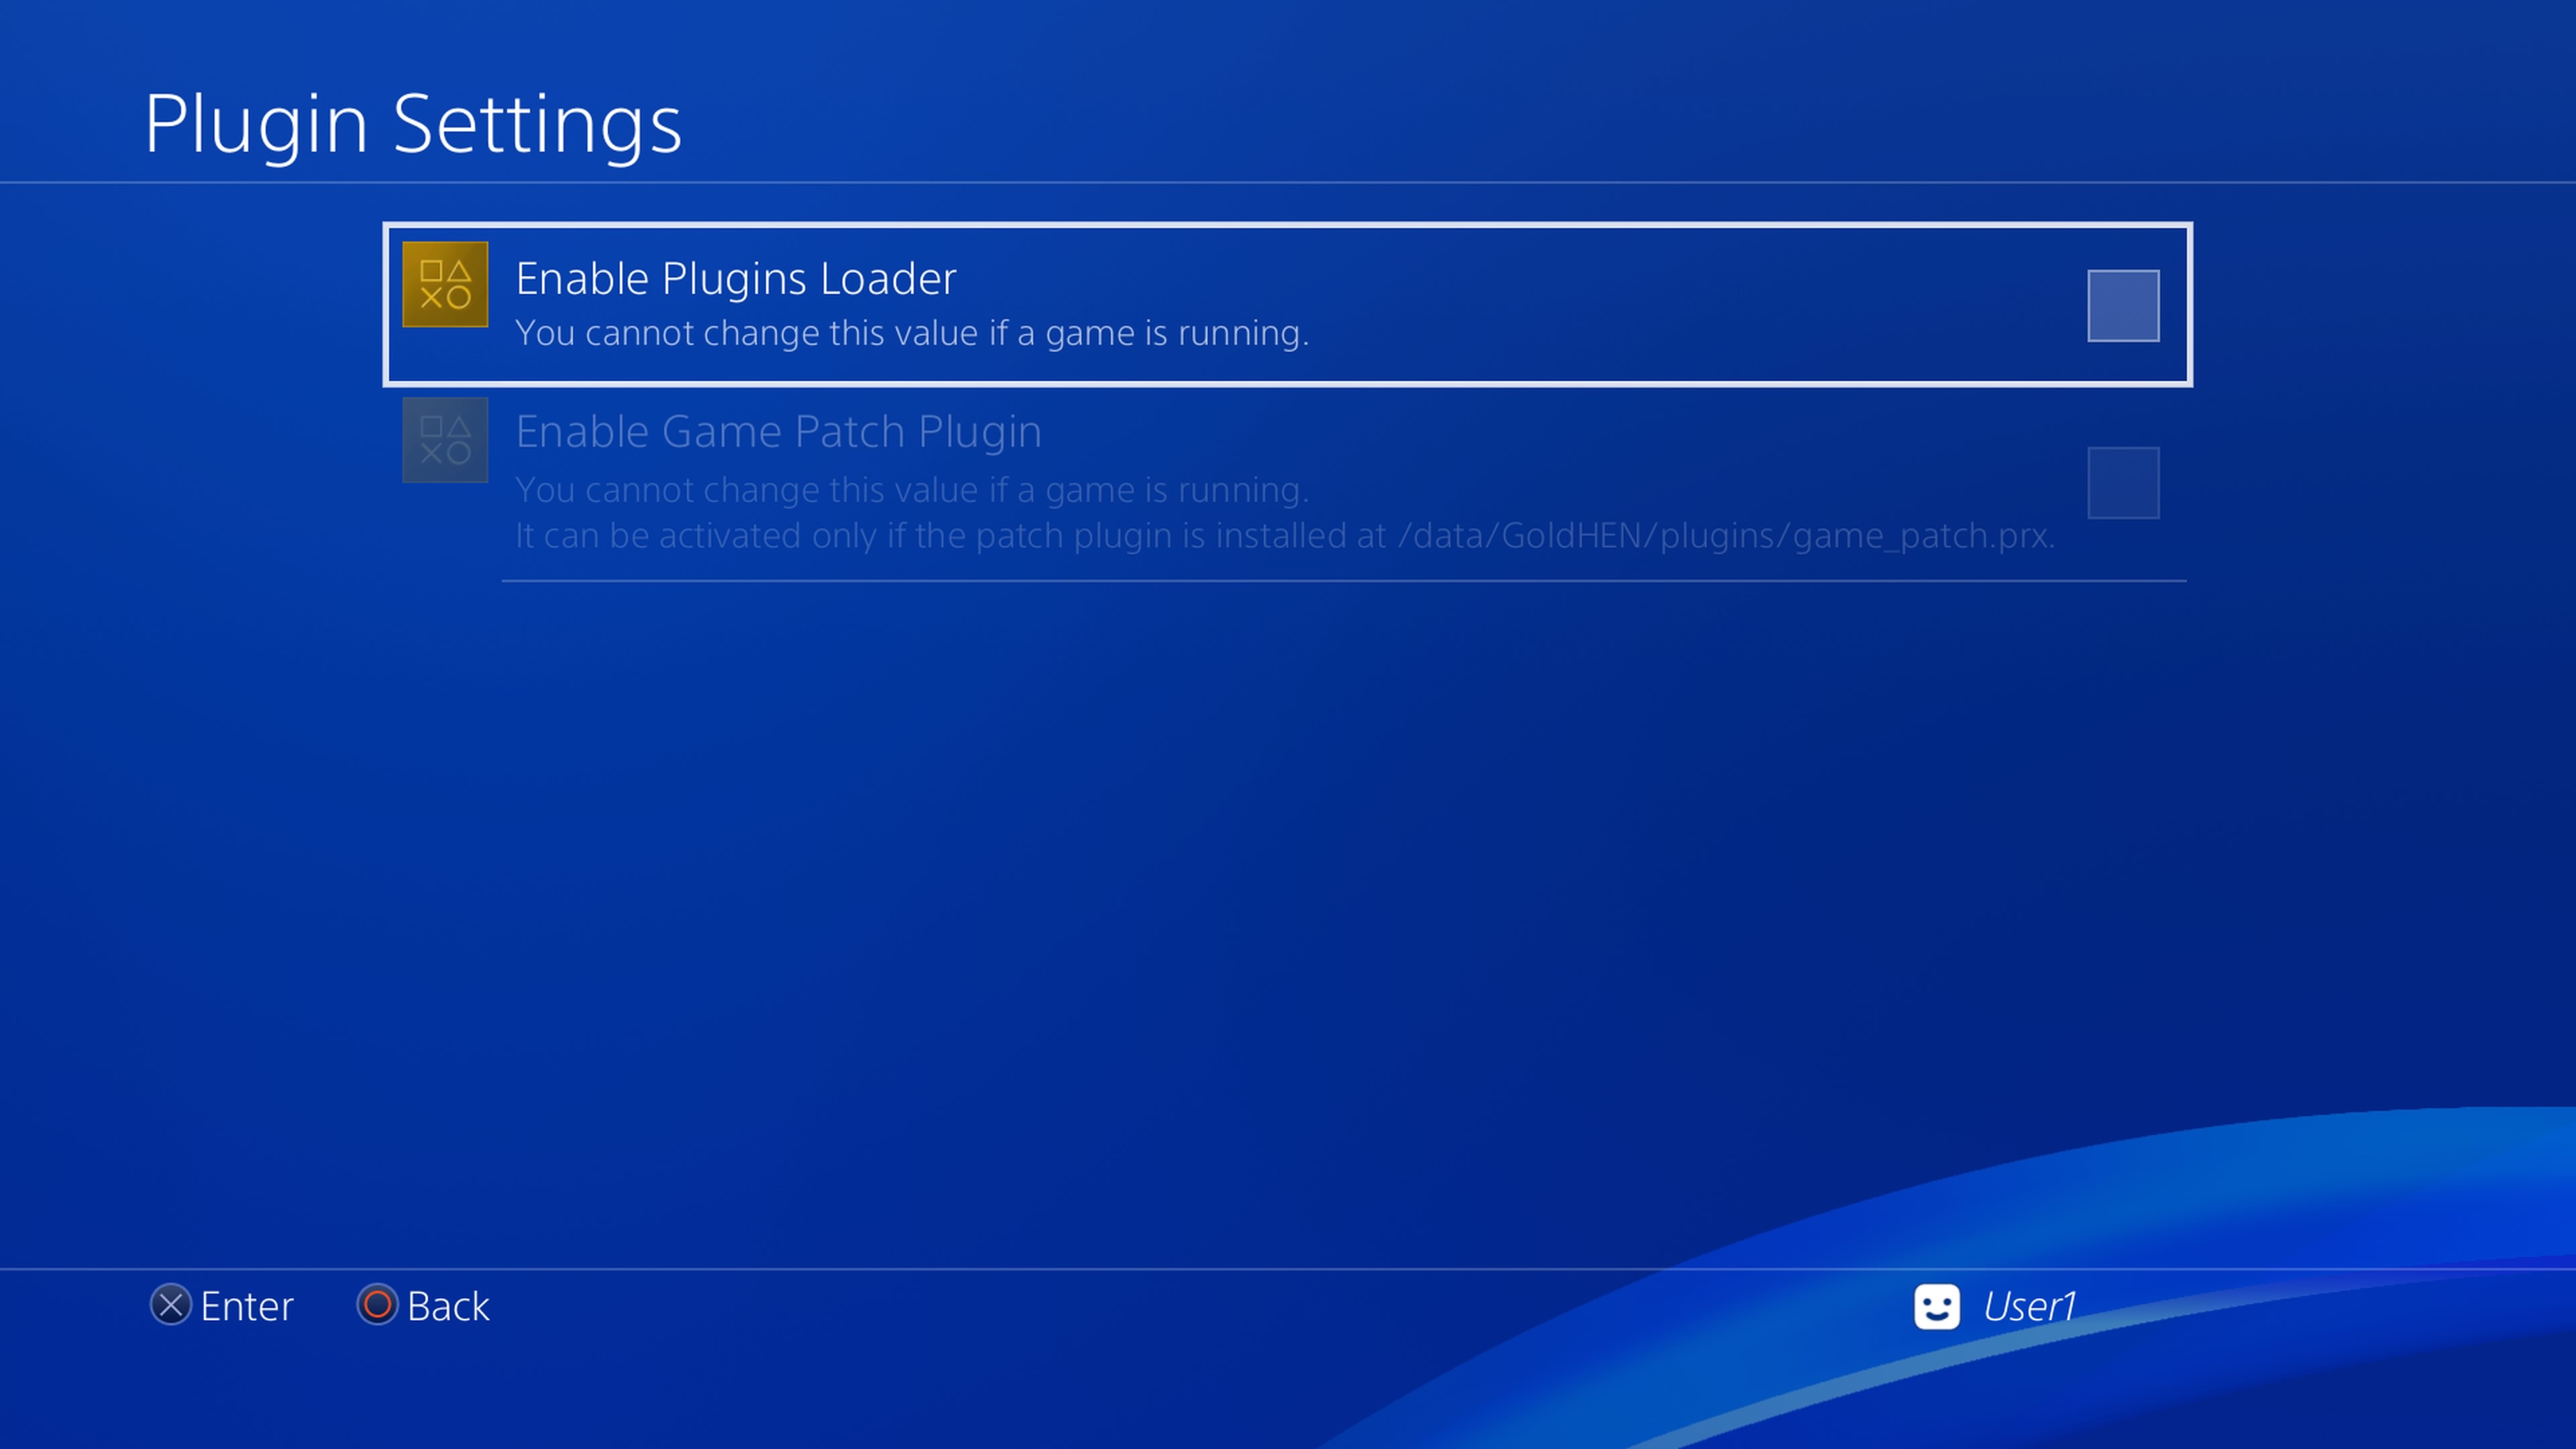 Plugin Settings
Enable Plugins Loader
You cannot change this value if a game is running.
Enable Game Patch Plugin
You cannot change this value if a game is running.
It can be activated only if the patch plugin is installed at /data/GoldHEN/plugins/game_patch.prx.
Enter Back User1